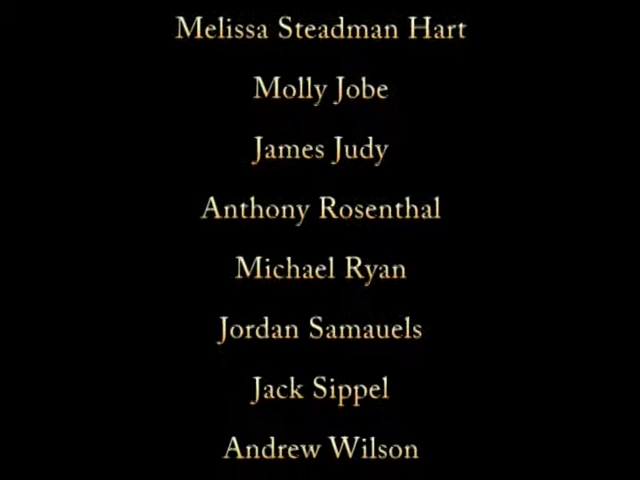 Melissa Steadman Hart
Molly Jobe
James Judy
Anthony Rosenthal
Michael Ryan
Jordan Samauels
Jack Sippel
Andrew Wilson